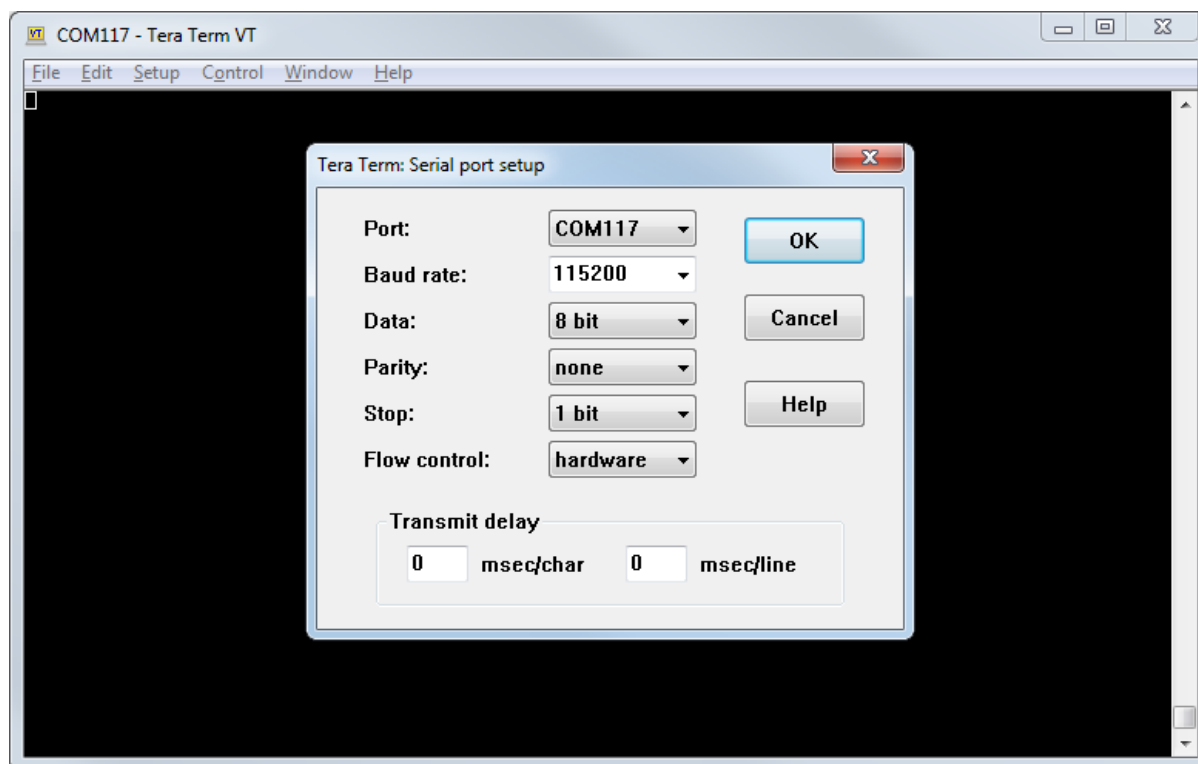 VT COM117 - Tera Term VT
File Edit Setup Control Window Help
Tera Term: Serial port setup
Port: COM117
OK
Baud rate: 115200
Data: 8 bit
Cancel
Parity: none
Stop: 1 bit
Help
Flow control: hardware
Transmit delay
0 msec/char 0 msec/line